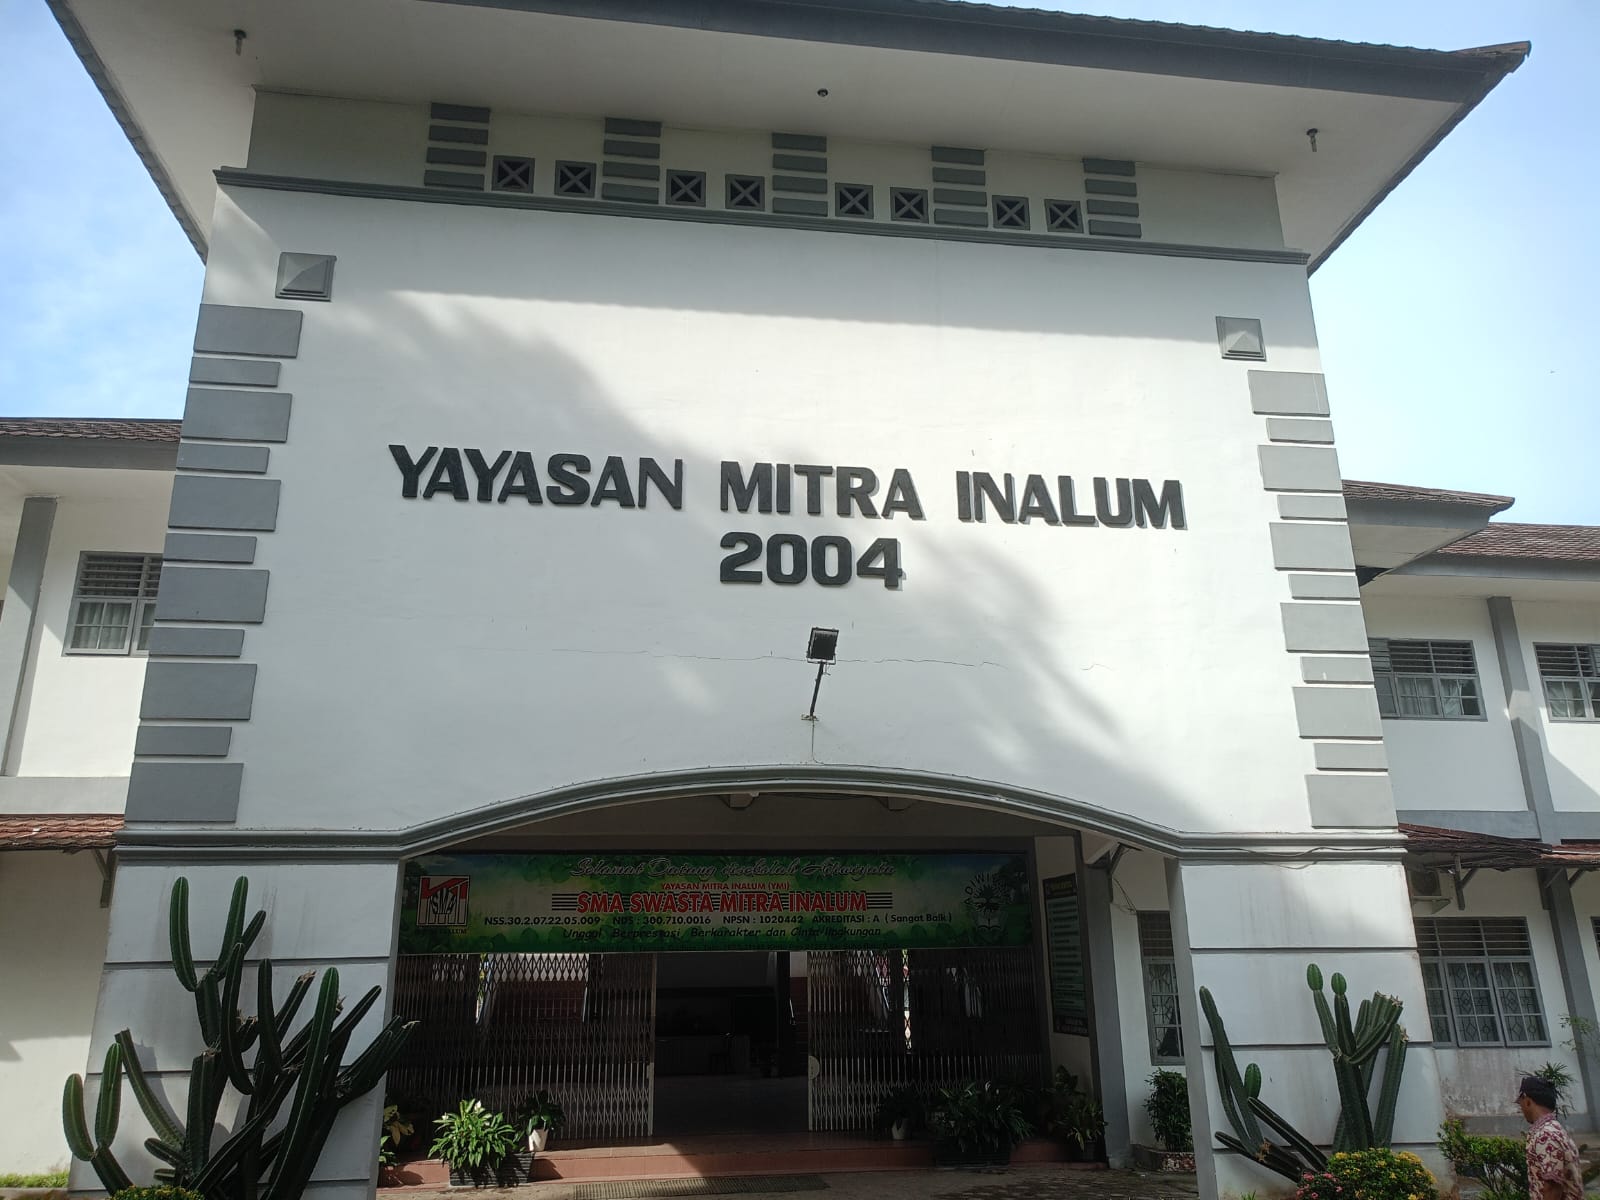 YAYASAN MITRA INALUM
2004
Selamat Datang disekolah Adiwiyata
YAYASAN MITRA INALUM (YMI)
SMA SWASTA MITRA INALUM
NSS.30.2.07.22.05.009 NDS : 300.710.0016 NPSN : 1020442 AKREDITASI : A ( Sangat Baik )
Unggul Berprestasi Berkarakter dan Cinta lingkungan